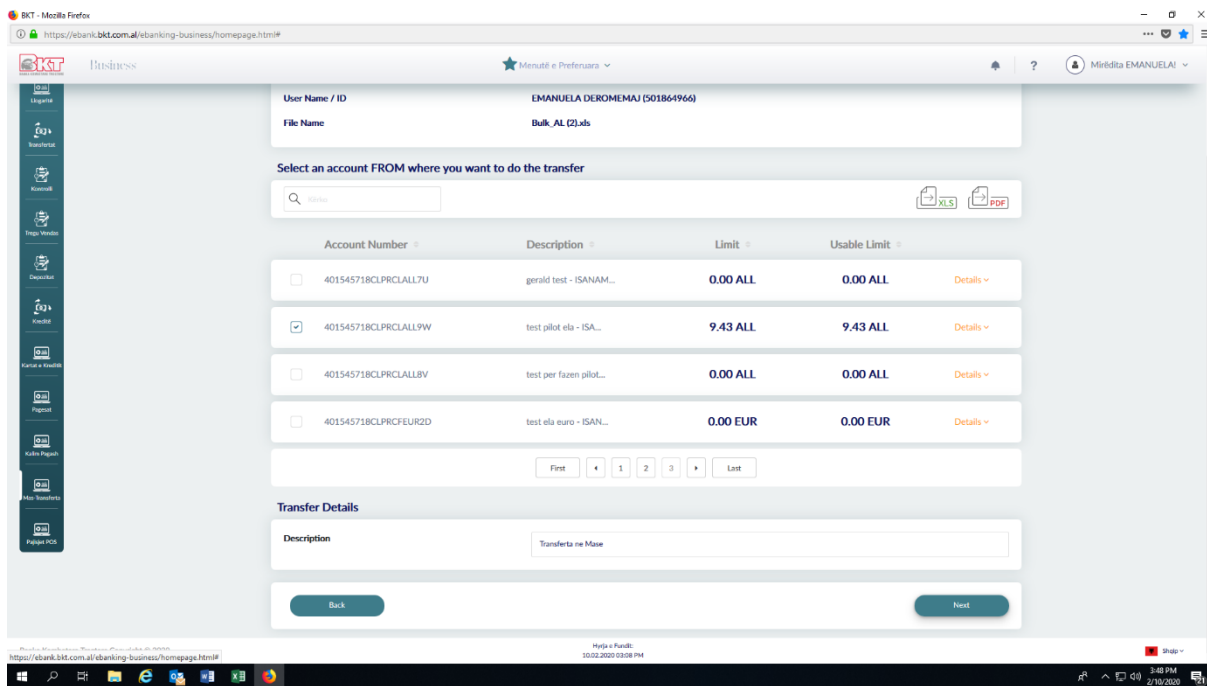 BKT - Mozilla Firefox
https://ebank.bkt.com.al/ebanking-business/homepage.html#
BKT Business
Menutë e Preferuara
?
Mirëdita EMANUELA!
Llogaritë
Transfertat
Kontrolli
Tregu Vendos
Depozitat
Kreditë
Kartat e Kreditit
Pagesat
Kalim Pagash
Mas-Transferta
Pajisjet POS
User Name / ID EMANUELA DEROMEMAJ (501864966)
File Name Bulk_AL (2).xls
Select an account FROM where you want to do the transfer
XLS PDF
Account Number Description Limit Usable Limit
401545718CLPRCLALL7U gerald test - ISANAM... 0.00 ALL 0.00 ALL Details
401545718CLPRCLALL9W test pilot ela - ISA... 9.43 ALL 9.43 ALL Details
401545718CLPRCLALL8V test per fazen pilot... 0.00 ALL 0.00 ALL Details
401545718CLPRCFEUR2D test ela euro - ISAN... 0.00 EUR 0.00 EUR Details
First 1 2 3 Last
Transfer Details
Description Transferta ne Mase
Back Next
Hyrja e Fundit:
10.02.2020 03:08 PM
Shqip
https://ebank.bkt.com.al/ebanking-business/homepage.html#
3:48 PM
2/10/2020
21